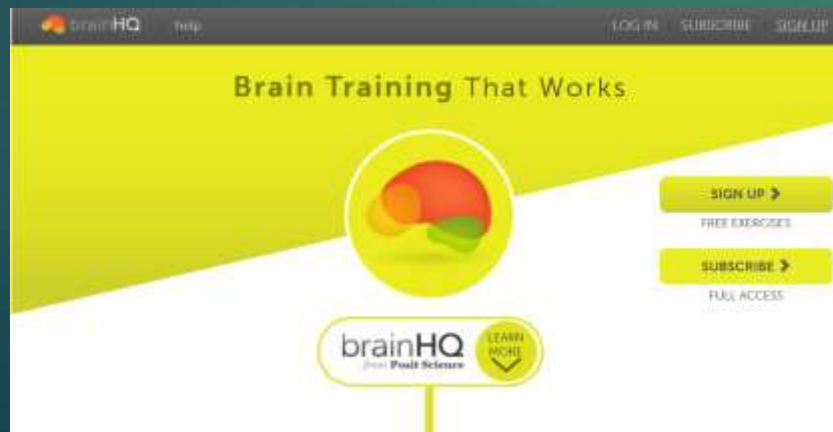 brainHQ help LOG IN SUBSCRIBE SIGN UP
Brain Training That Works
SIGN UP
FREE EXERCISES
SUBSCRIBE
FULL ACCESS
brainHQ
from Posit Science
LEARN
MORE